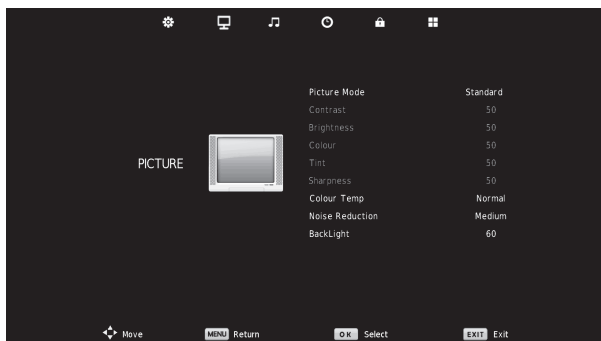 Picture Mode Standard
Contrast 50
Brightness 50
Colour 50
PICTURE
Tint 50
Sharpness 50
Colour Temp Normal
Noise Reduction Medium
BackLight 60
Move MENU Return OK Select EXIT Exit